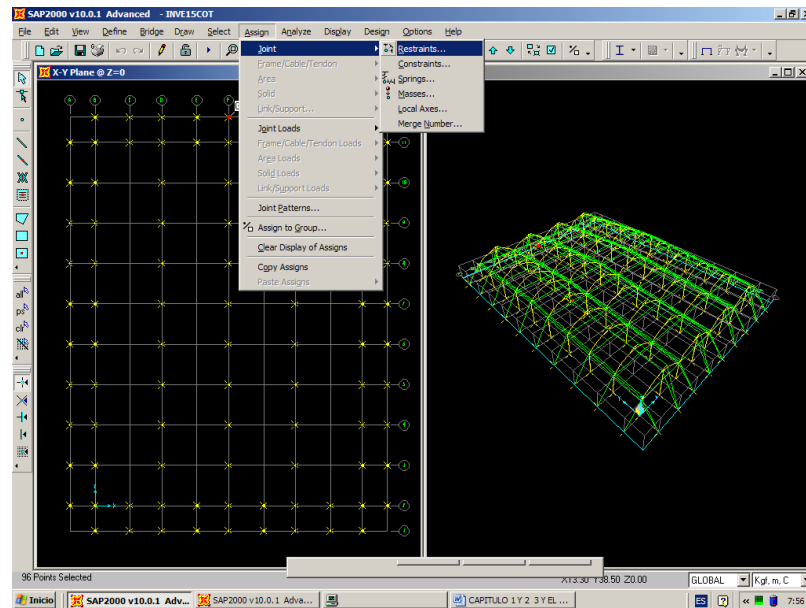 SAP2000 v10.0.1 Advanced - INVE15COT
File Edit View Define Bridge Draw Select Assign Analyze Display Design Options Help
X-Y Plane @ Z=0
Joint
Frame/Cable/Tendon
Area
Solid
Link/Support...
Joint Loads
Frame/Cable/Tendon Loads
Area Loads
Solid Loads
Link/Support Loads
Joint Patterns...
Assign to Group...
Clear Display of Assigns
Copy Assigns
Paste Assigns
Restraints...
Constraints...
Springs...
Masses...
Local Axes...
Merge Number...
all
ps
clr
96 Points Selected
X13.30 Y38.50 Z0.00
GLOBAL
Kgf, m, C
Inicio
SAP2000 v10.0.1 Adv...
SAP2000 v10.0.1 Adva...
CAPITULO 1 Y 2 3 Y EL ...
ES
7:56